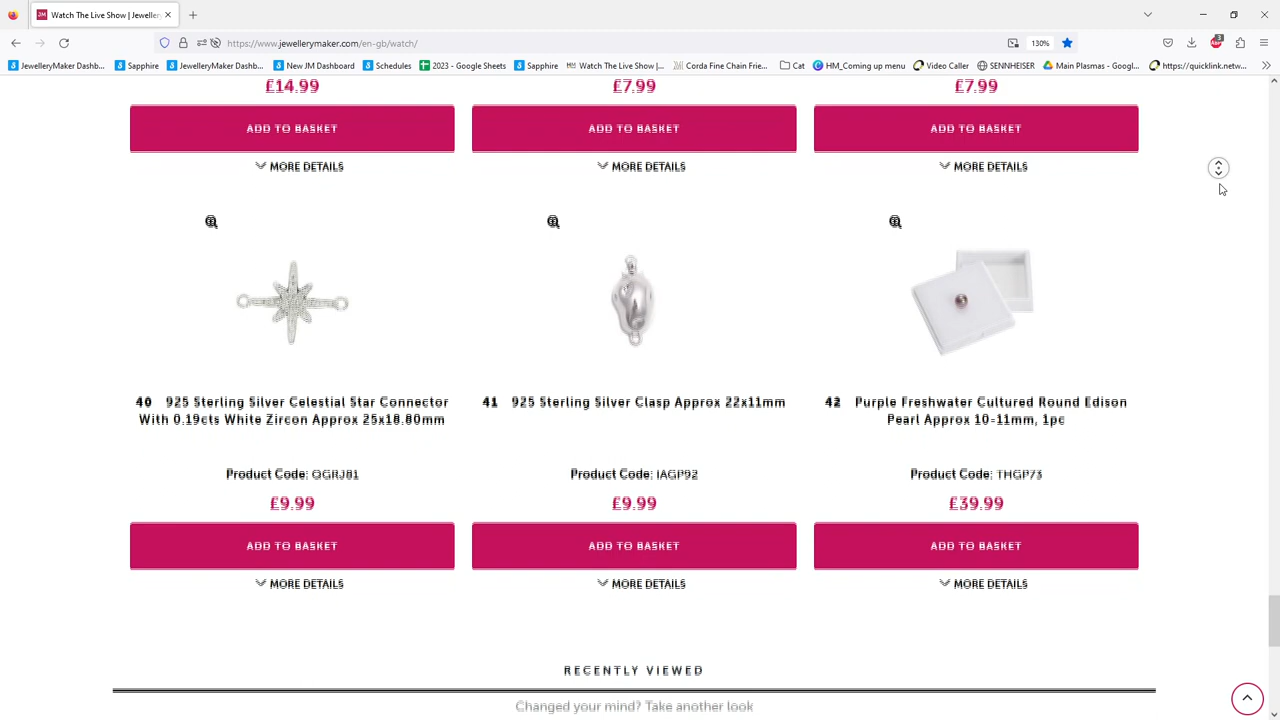 Watch The Live Show | Jeweller
https://www.jewellerymaker.com/elr-gb/watch/
130%
3
JewelleryMaker Dashb...
Sapphire
JewelleryMaker Dashb...
New JM Dashboard
Schedules
2023 - Google Sheets
Sapphire
Watch The Live Show |...
Corda Fine Chain Frie...
Cat
HM_Coming up menu
Video Caller
SENNHEISER
Main Plasmas - Googl...
https://quicklink.netw...
£14.99
£7.99
£7.99
ADD TO BASKET
ADD TO BASKET
ADD TO BASKET
MORE DETAILS
MORE DETAILS
MORE DETAILS
40 925 Sterling Silver Celestial Star Connector
With 0.19cts White Zircon Approx 25x18.80mm
41 925 Sterling Silver Clasp Approx 22x11mm
42 Purple Freshwater Cultured Round Edison
Pearl Approx 10-11mm, 1pc
Product Code: QGRJ81
Product Code: IAGP92
Product Code: THGP73
£9.99
£9.99
£39.99
ADD TO BASKET
ADD TO BASKET
ADD TO BASKET
MORE DETAILS
MORE DETAILS
MORE DETAILS
RECENTLY VIEWED
Changed your mind? Take another look